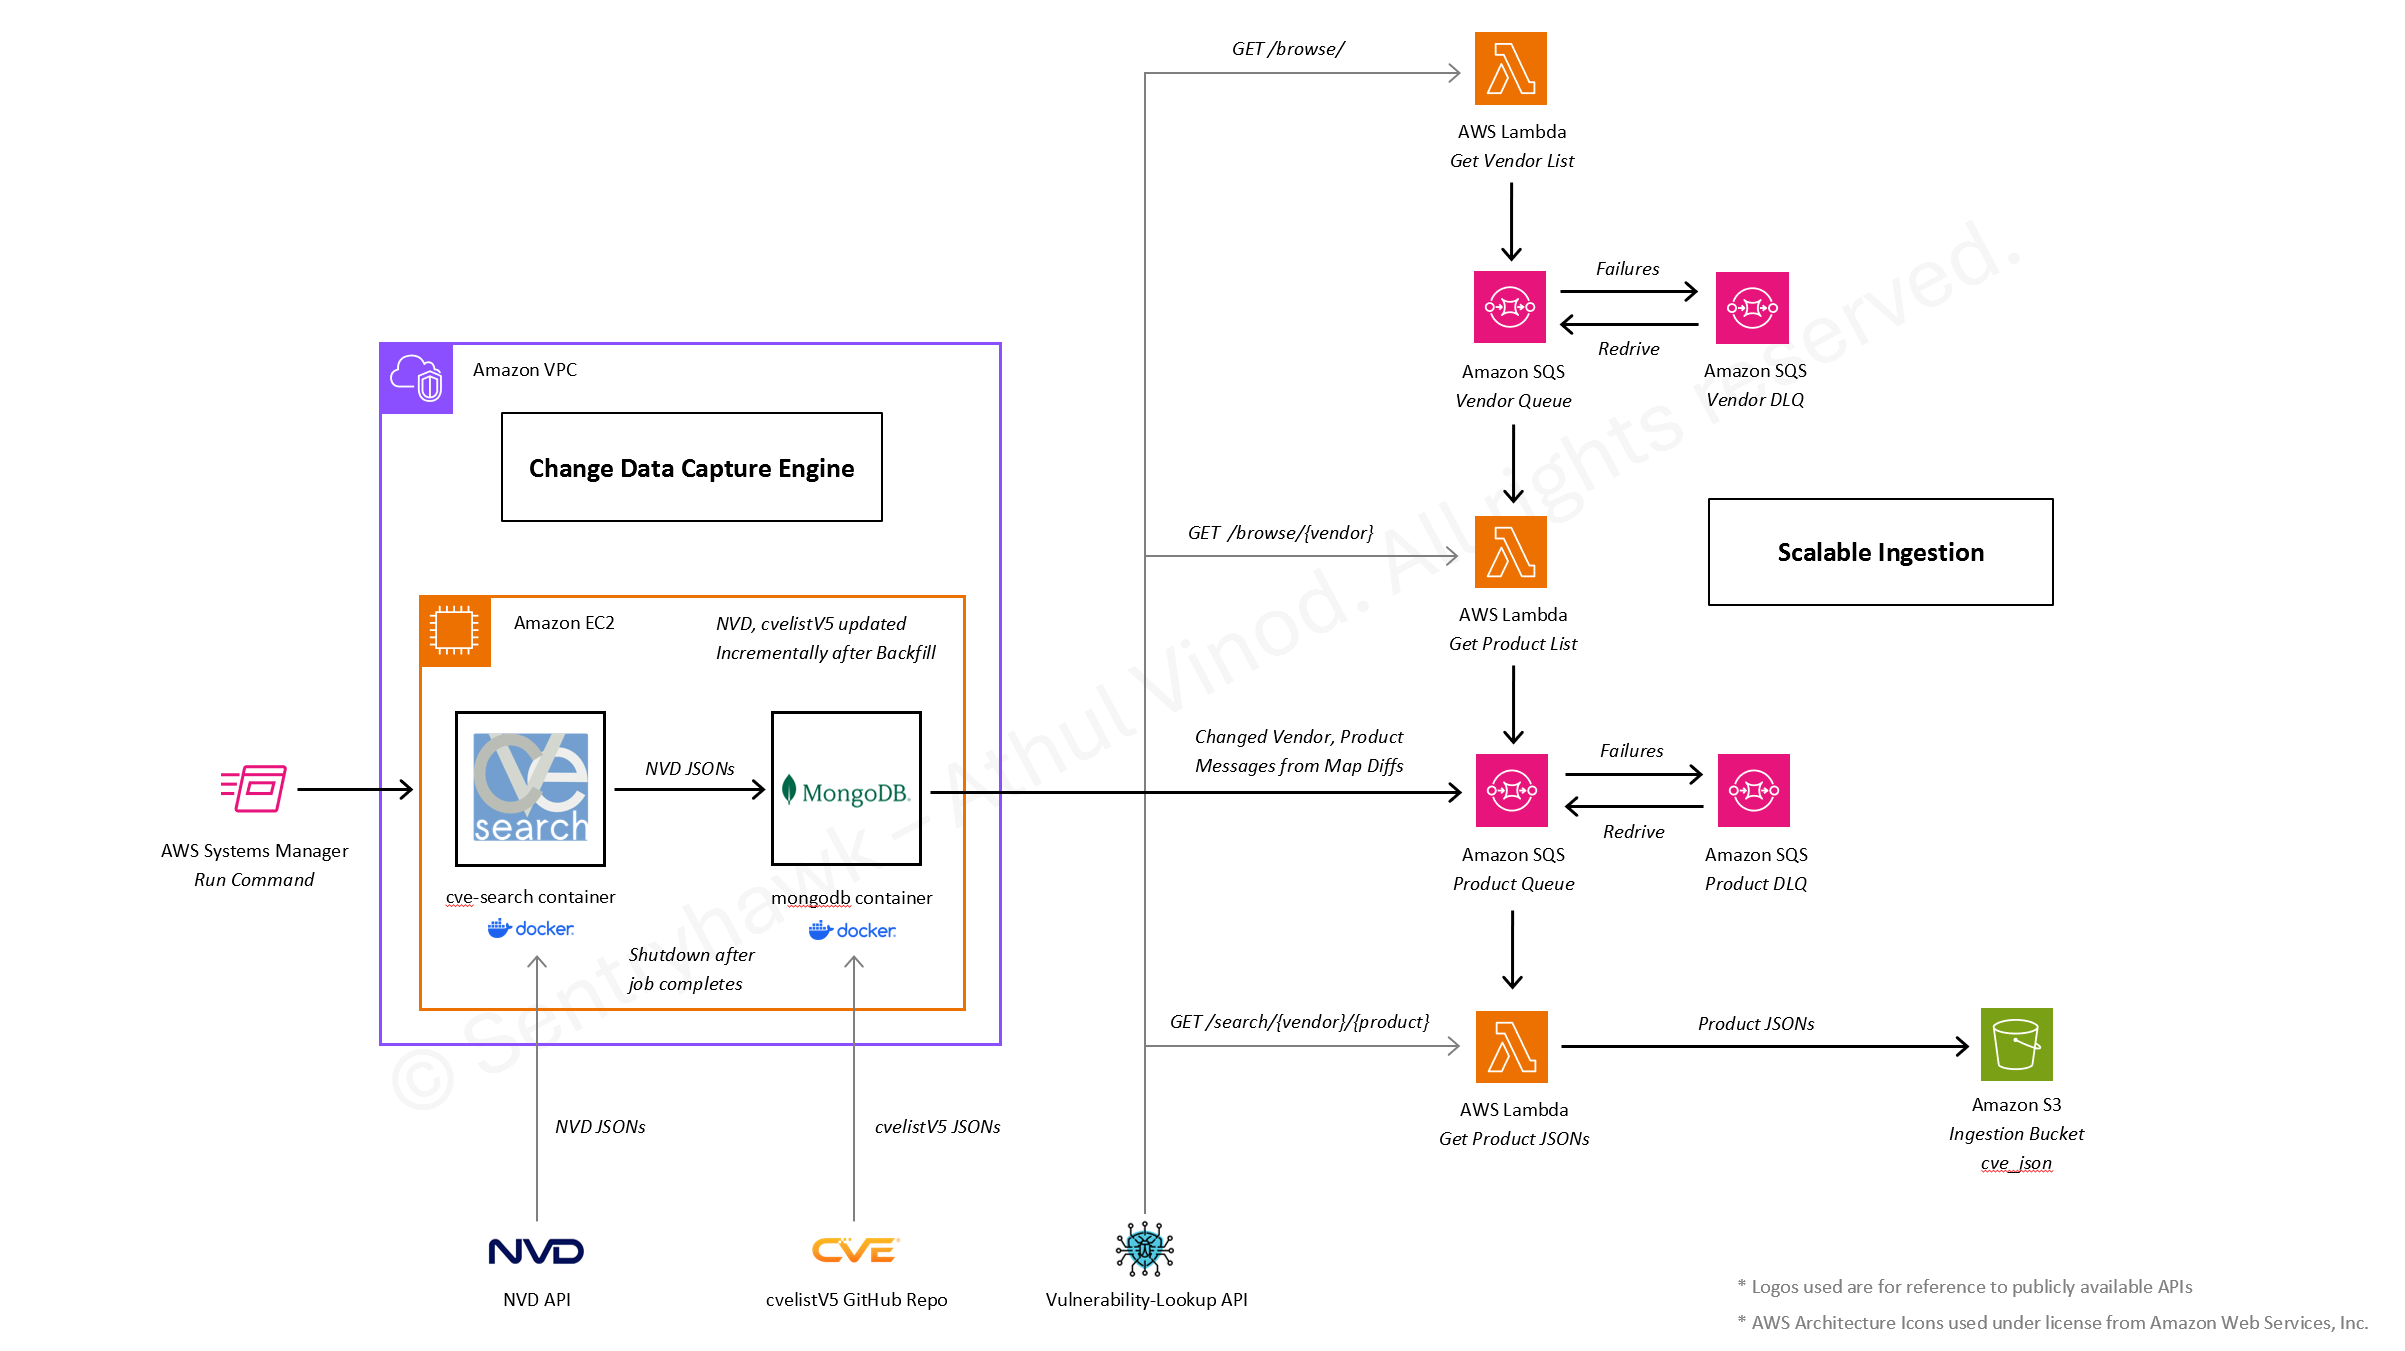 GET /browse/
AWS Lambda
Get Vendor List
Failures
Redrive
Amazon SQS
Vendor Queue
Amazon SQS
Vendor DLQ
Amazon VPC
Change Data Capture Engine
GET /browse/{vendor}
AWS Lambda
Get Product List
Scalable Ingestion
Amazon EC2
NVD, cvelistV5 updated
Incrementally after Backfill
cve
search
NVD JSONs
MongoDB.
Changed Vendor, Product
Messages from Map Diffs
Failures
Redrive
Amazon SQS
Product Queue
Amazon SQS
Product DLQ
AWS Systems Manager
Run Command
cve-search container
docker
mongodb container
docker
Shutdown after
job completes
GET /search/{vendor}/{product}
AWS Lambda
Get Product JSONs
Product JSONs
Amazon S3
Ingestion Bucket
cve_json
NVD JSONs
cvelistV5 JSONs
NVD
NVD API
CVE®
cvelistV5 GitHub Repo
Vulnerability-Lookup API
* Logos used are for reference to publicly available APIs
* AWS Architecture Icons used under license from Amazon Web Services, Inc.
© Sentryhawk – Athul Vinod. All rights reserved.